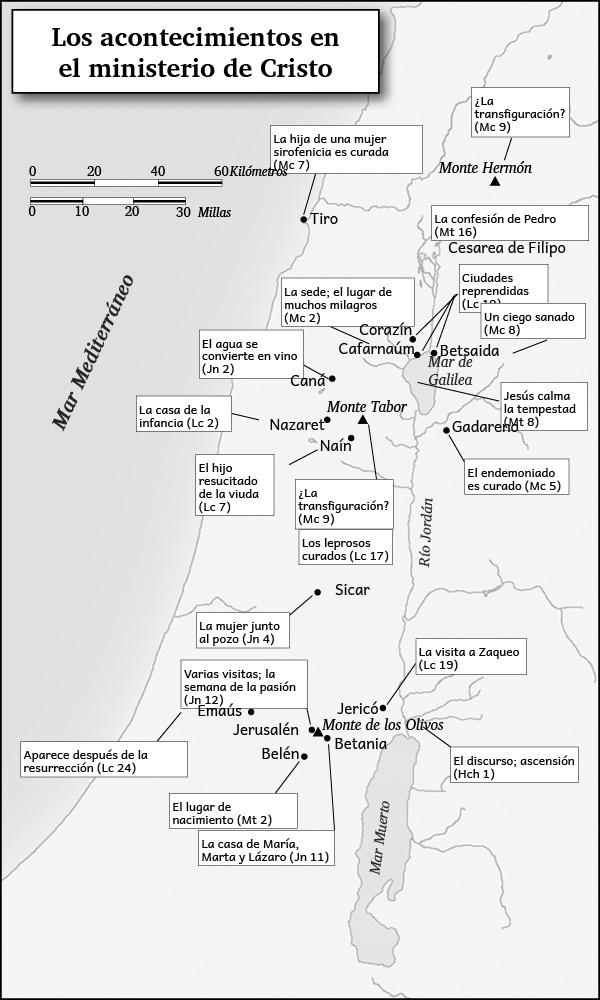 Los acontecimientos en
el ministerio de Cristo
¿La
transfiguración?
(Mc 9)
La hija de una mujer
sirofenicia es curada
(Mc 7)
Monte Hermón
0 20 40 60 Kilómetros
0 10 20 30 Millas
Tiro
La confesión de Pedro
(Mt 16)
Cesarea de Filipo
Mar Mediterráneo
La sede; el lugar de
muchos milagros
(Mc 2)
Ciudades
reprendidas
(Lc 10)
Un ciego sanado
(Mc 8)
Corazín
Cafarnaúm
Betsaida
El agua se
convierte en vino
(Jn 2)
Caná
Mar de
Galilea
Jesús calma
la tempestad
(Mt 8)
La casa de la
infancia (Lc 2)
Monte Tabor
Nazaret
Gadareno
Naín
El hijo
resucitado
de la viuda
(Lc 7)
El endemoniado
es curado (Mc 5)
¿La
transfiguración?
(Mc 9)
Los leprosos
curados (Lc 17)
Río Jordán
Sicar
La mujer junto
al pozo (Jn 4)
La visita a Zaqueo
(Lc 19)
Varias visitas; la
semana de la pasión
(Jn 12)
Emaús
Jericó
Jerusalén
Monte de los Olivos
Betania
Belén
Aparece después de la
resurrección (Lc 24)
El discurso; ascensión
(Hch 1)
El lugar de
nacimiento (Mt 2)
La casa de María,
Marta y Lázaro (Jn 11)
Mar Muerto